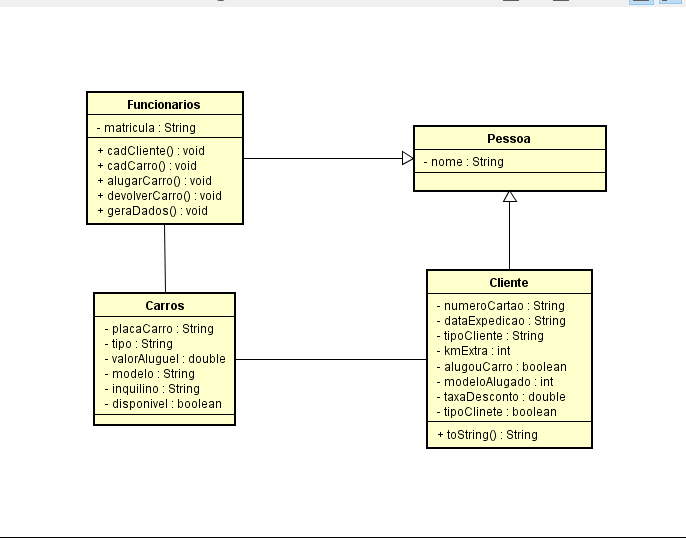 Funcionarios
- matricula : String
+ cadCliente() : void
+ cadCarro() : void
+ alugarCarro() : void
+ devolverCarro() : void
+ geraDados() : void
Pessoa
- nome : String
Carros
- placaCarro : String
- tipo : String
- valorAluguel : double
- modelo : String
- inquilino : String
- disponivel : boolean
Cliente
- numeroCartao : String
- dataExpedicao : String
- tipoCliente : String
- kmExtra : int
- alugouCarro : boolean
- modeloAlugado : int
- taxaDesconto : double
- tipoClinete : boolean
+ toString() : String